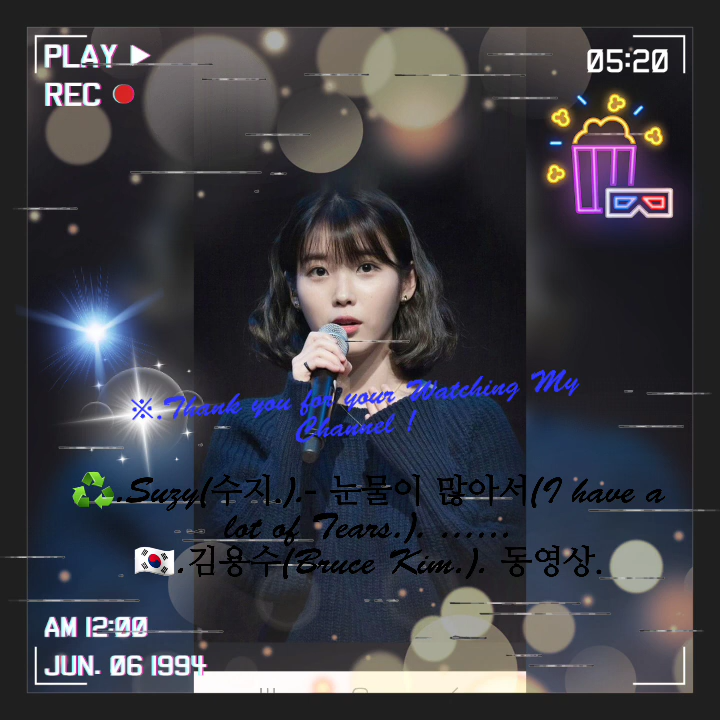 PLAY
05:20
REC
※.Thank you for your Watching My
Channel !
♻.Suzy(수지.).- 눈물이 많아서(I have a
lot of Tears.). ......
🇰🇷.김용수(Bruce Kim.). 동영상.
AM 12:00
JUN. 06 1994